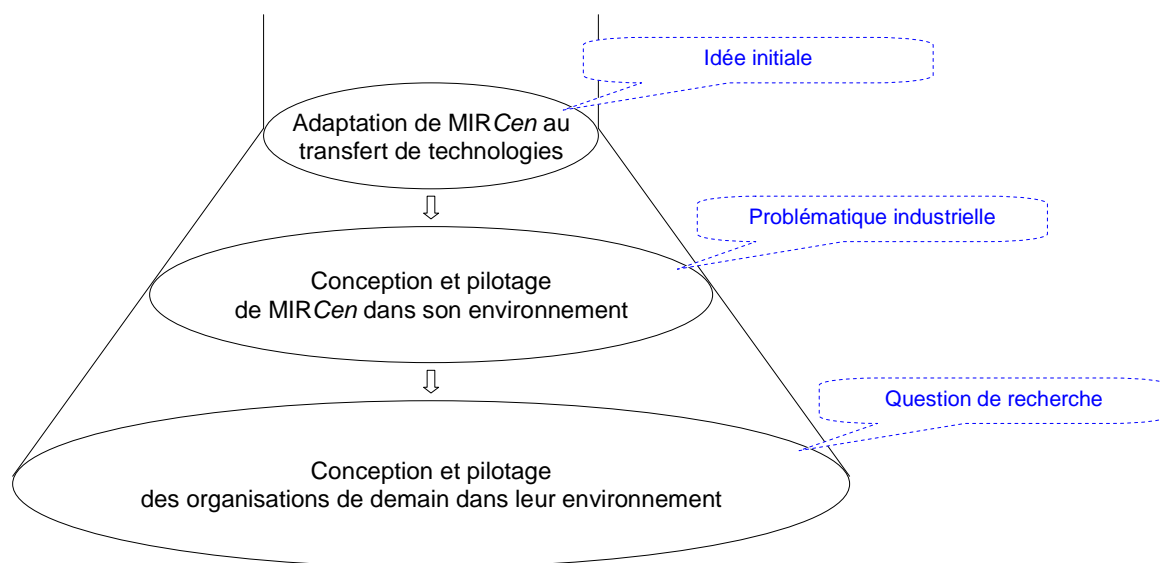 Idée initiale
Adaptation de MIRCen au
transfert de technologies
Problématique industrielle
Conception et pilotage
de MIRCen dans son environnement
Question de recherche
Conception et pilotage
des organisations de demain dans leur environnement